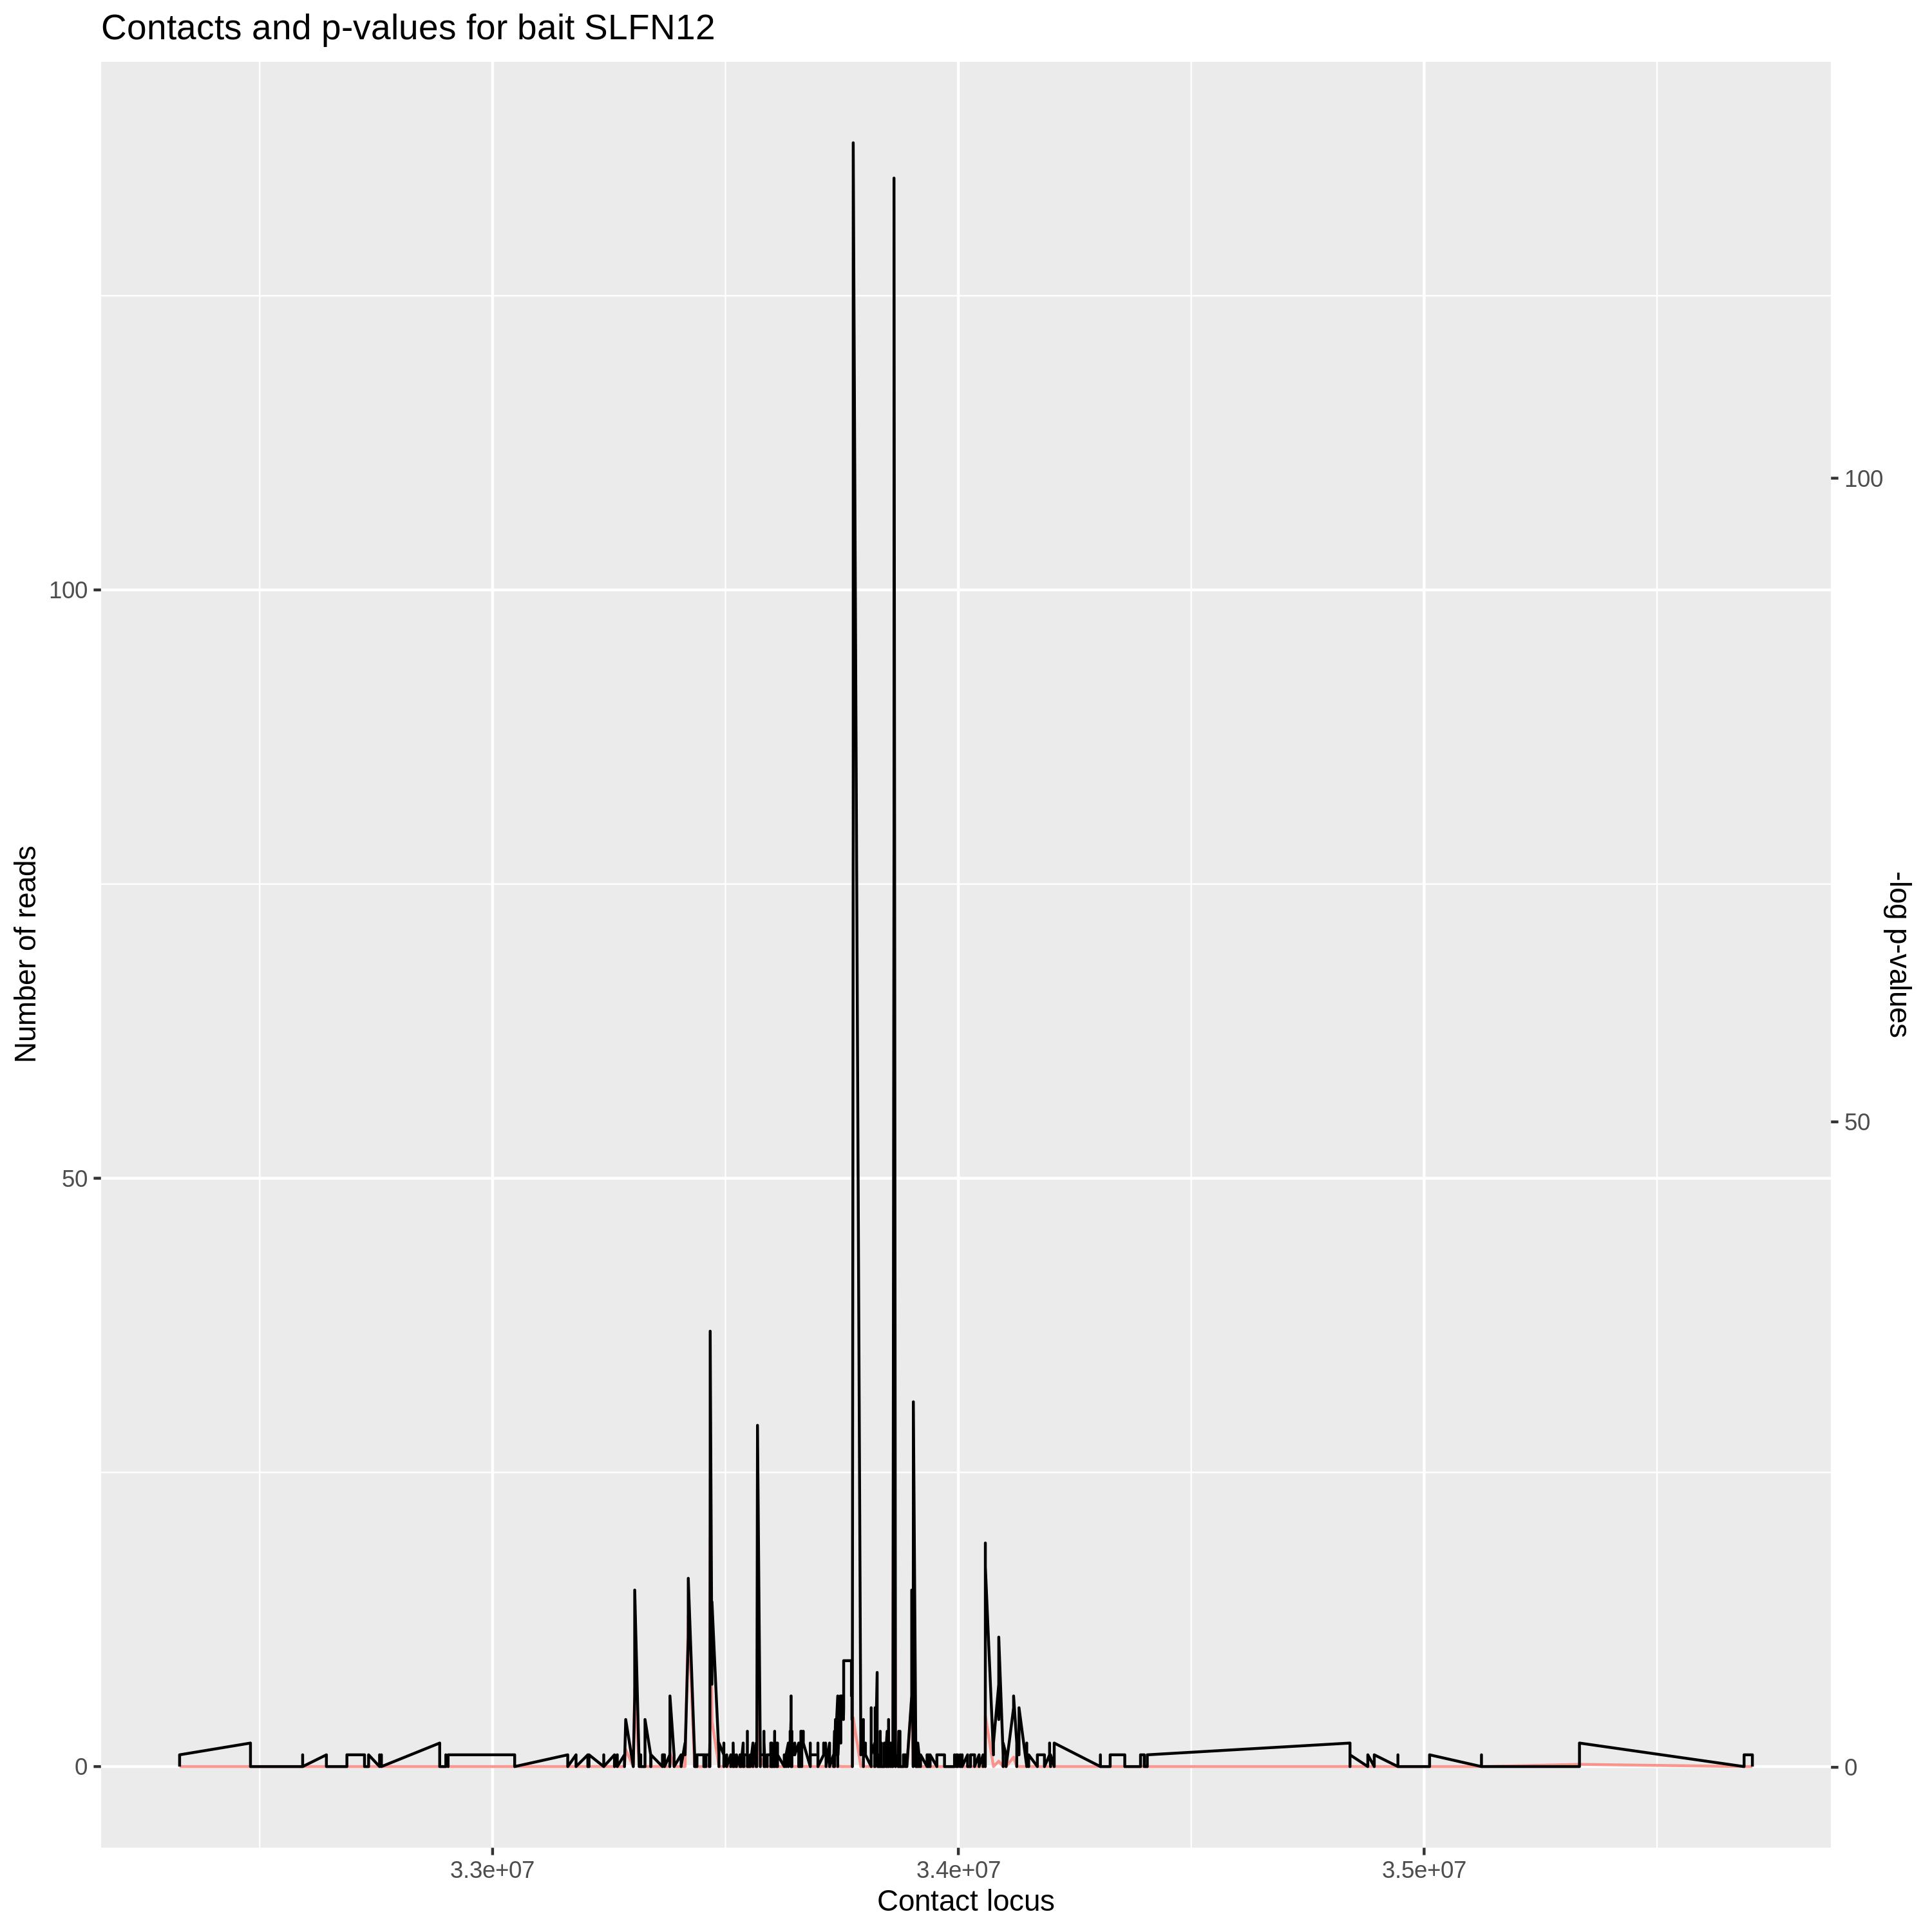 Contacts and p-values for bait SLFN12
Number of reads
100
50
0
100
50
0
-log p-values
3.3e+07
3.4e+07
3.5e+07
Contact locus